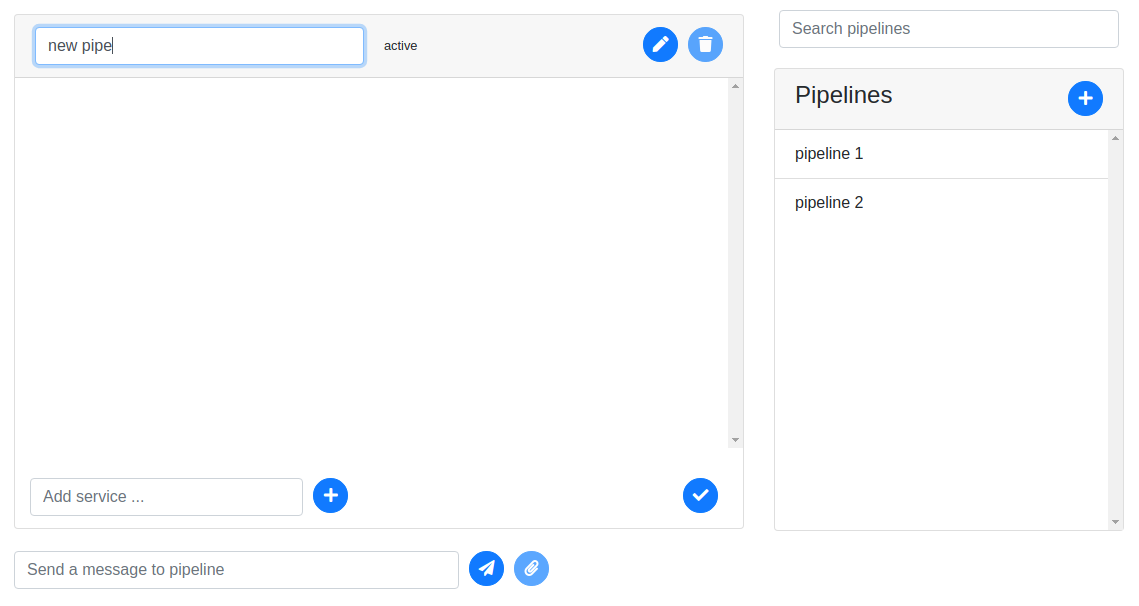 new pipe
active
Add service ...
Send a message to pipeline
Search pipelines
Pipelines
pipeline 1
pipeline 2